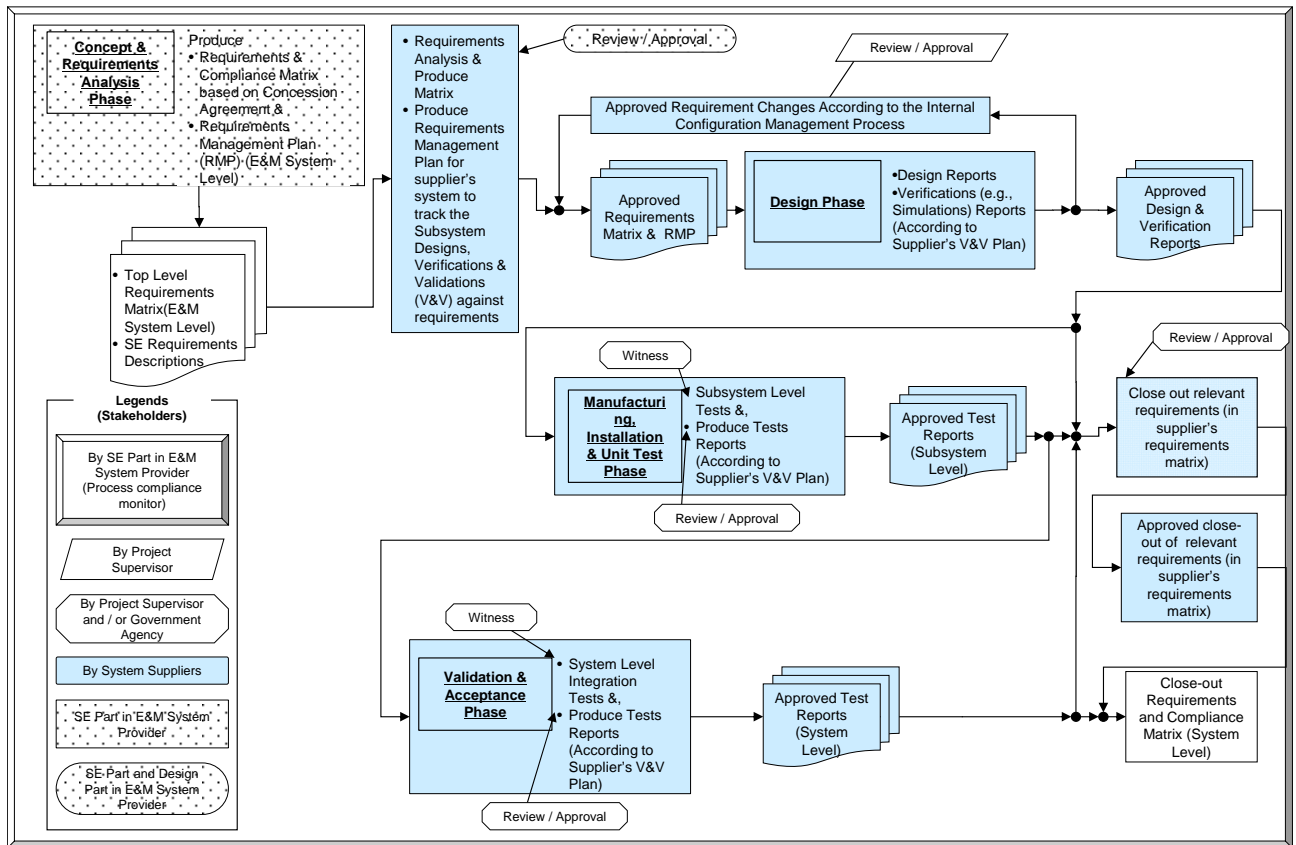 Concept &
Requirements
Analysis
Phase
Produce
• Requirements &
Compliance Matrix
based on Concession
Agreement &
• Requirements
Management Plan
(RMP) (E&M System
Level)
• Requirements
Analysis &
Produce
Matrix
• Produce
Requirements
Management
Plan for
supplier's
system to
track the
Subsystem
Designs,
Verifications &
Validations
(V&V) against
requirements
Review / Approval
Review / Approval
Approved Requirement Changes According to the Internal
Configuration Management Process
Approved
Requirements
Matrix & RMP
Design Phase
•Design Reports
•Verifications (e.g.,
Simulations) Reports
(According to
Supplier's V&V Plan)
Approved
Design &
Verification
Reports
• Top Level
Requirements
Matrix(E&M
System Level)
• SE Requirements
Descriptions
Witness
Manufacturi
ng,
Installation
& Unit Test
Phase
• Subsystem Level
Tests &,
• Produce Tests
Reports
(According to
Supplier's V&V Plan)
Review / Approval
Approved Test
Reports
(Subsystem
Level)
Review / Approval
Close out relevant
requirements (in
supplier's
requirements
matrix)
Approved close-
out of relevant
requirements (in
supplier's
requirements
matrix)
Legends
(Stakeholders)
By SE Part in E&M
System Provider
(Process compliance
monitor)
By Project
Supervisor
By Project Supervisor
and / or Government
Agency
By System Suppliers
SE Part in E&M System
Provider
SE Part and Design
Part in E&M System
Provider
Witness
Validation &
Acceptance
Phase
• System Level
Integration
Tests &,
• Produce Tests
Reports
(According to
Supplier's V&V
Plan)
Review / Approval
Approved Test
Reports
(System
Level)
Close-out
Requirements
and Compliance
Matrix (System
Level)